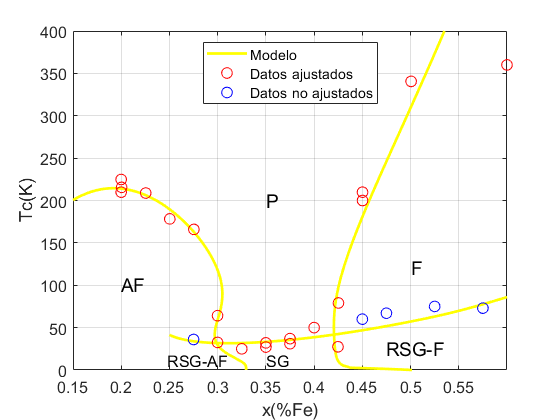 400
350
300
250
200
150
100
50
0
Tc(K)
Modelo
Datos ajustados
Datos no ajustados
P
F
AF
RSG-AF
SG
RSG-F
0.15
0.2
0.25
0.3
0.35
0.4
0.45
0.5
0.55
x(%Fe)